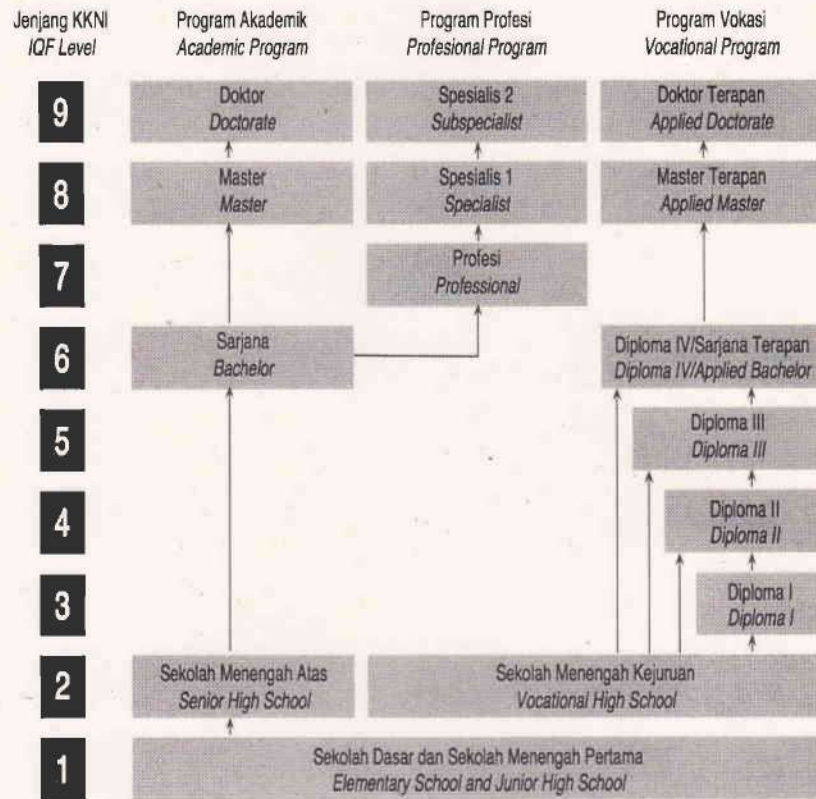 Jenjang KKNI
IQF Level
Program Akademik
Academic Program
Program Profesi
Profesional Program
Program Vokasi
Vocational Program
9
Doktor
Doctorate
Spesialis 2
Subspecialist
Doktor Terapan
Applied Doctorate
8
Master
Master
Spesialis 1
Specialist
Master Terapan
Applied Master
7
Profesi
Professional
6
Sarjana
Bachelor
Diploma IV/Sarjana Terapan
Diploma IV/Applied Bachelor
5
Diploma III
Diploma III
4
Diploma II
Diploma II
3
Diploma I
Diploma I
2
Sekolah Menengah Atas
Senior High School
Sekolah Menengah Kejuruan
Vocational High School
1
Sekolah Dasar dan Sekolah Menengah Pertama
Elementary School and Junior High School